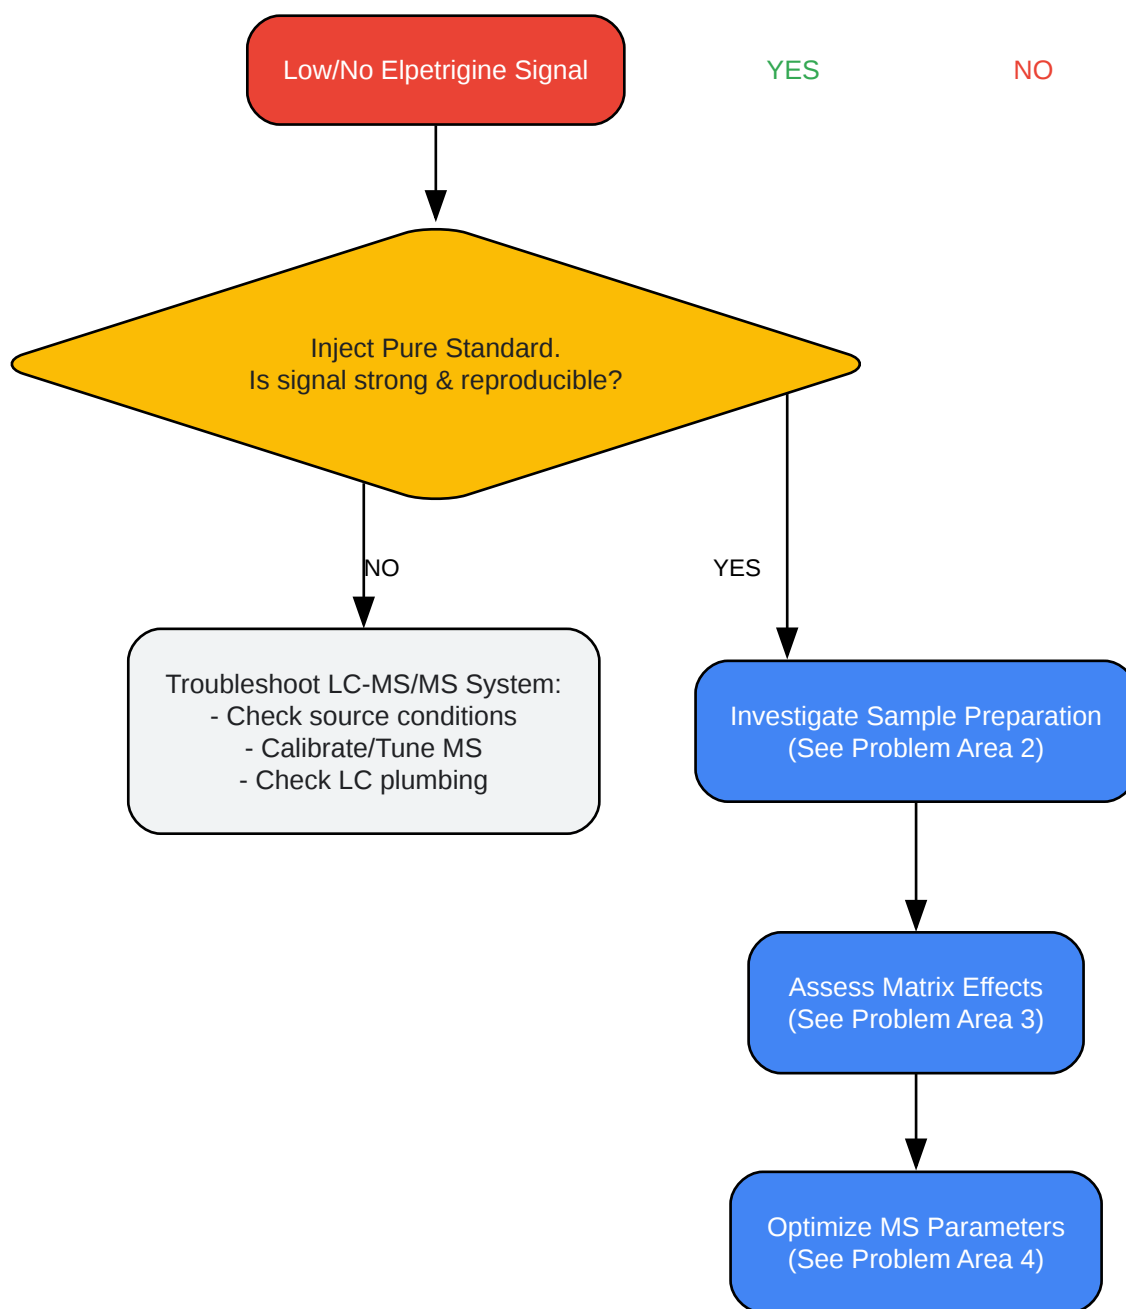 Low/No Elpetrigine Signal
YES
NO
Inject Pure Standard.
Is signal strong & reproducible?
NO
YES
Troubleshoot LC-MS/MS System:
- Check source conditions
- Calibrate/Tune MS
- Check LC plumbing
Investigate Sample Preparation
(See Problem Area 2)
Assess Matrix Effects
(See Problem Area 3)
Optimize MS Parameters
(See Problem Area 4)